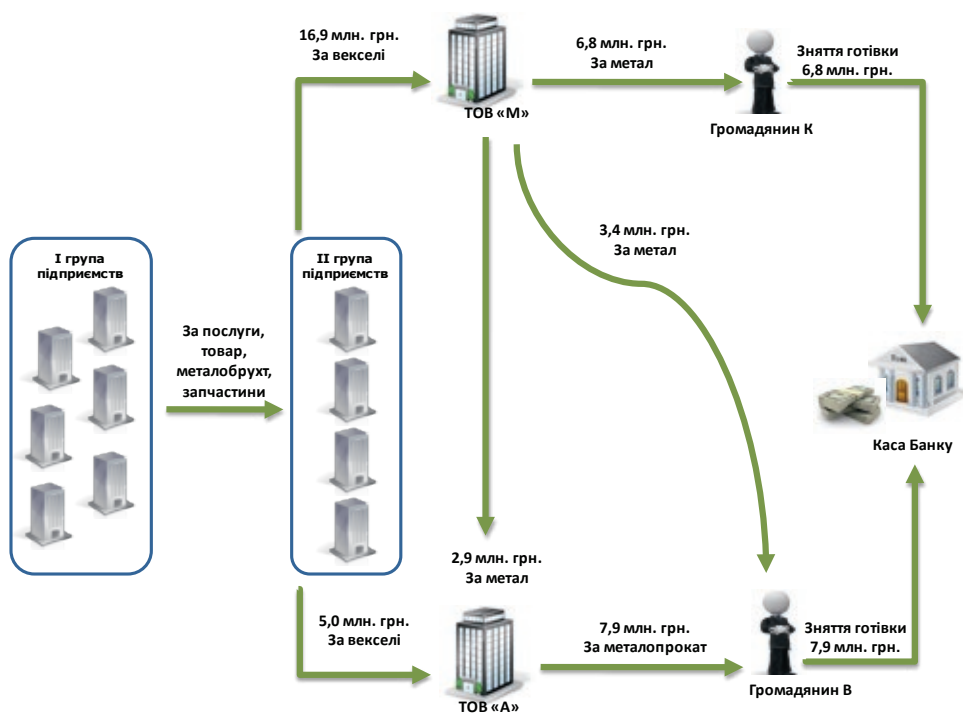 16,9 млн. грн.
За векселі
ТОВ «М»
6,8 млн. грн.
За метал
Громадянин К
Зняття готівки
6,8 млн. грн.
І група
підприємств
За послуги,
товар,
металобрухт,
запчастини
ІІ група
підприємств
3,4 млн. грн.
За метал
Каса Банку
2,9 млн. грн.
За метал
5,0 млн. грн.
За векселі
ТОВ «А»
7,9 млн. грн.
За металопрокат
Громадянин В
Зняття готівки
7,9 млн. грн.